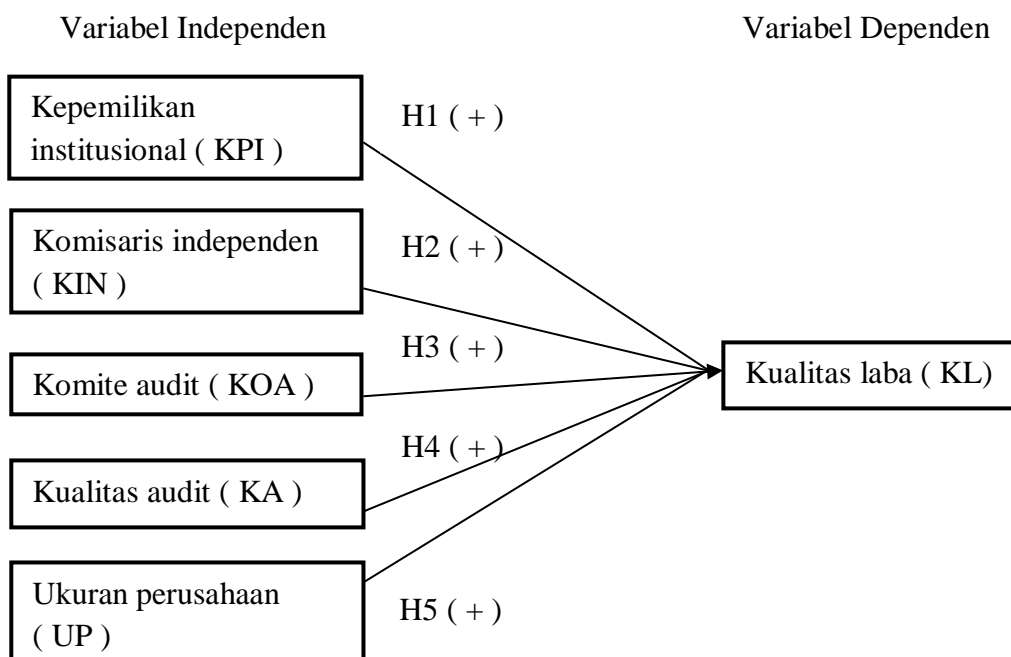 Variabel Independen
Variabel Dependen
Kepemilikan
institusional ( KPI )
H1 ( + )
Komisaris independen
( KIN )
H2 ( + )
H3 ( + )
Komite audit ( KOA )
Kualitas laba ( KL)
H4 ( + )
Kualitas audit ( KA )
Ukuran perusahaan
( UP )
H5 ( + )